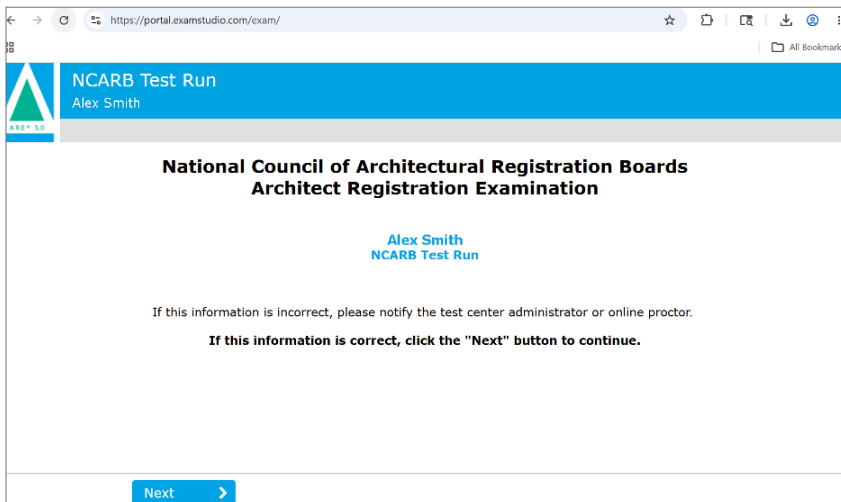 https://portal.examstudio.com/exam/
All Bookmark
NCARB Test Run
Alex Smith
ARE® 5.0
National Council of Architectural Registration Boards
Architect Registration Examination
Alex Smith
NCARB Test Run
If this information is incorrect, please notify the test center administrator or online proctor.
If this information is correct, click the "Next" button to continue.
Next